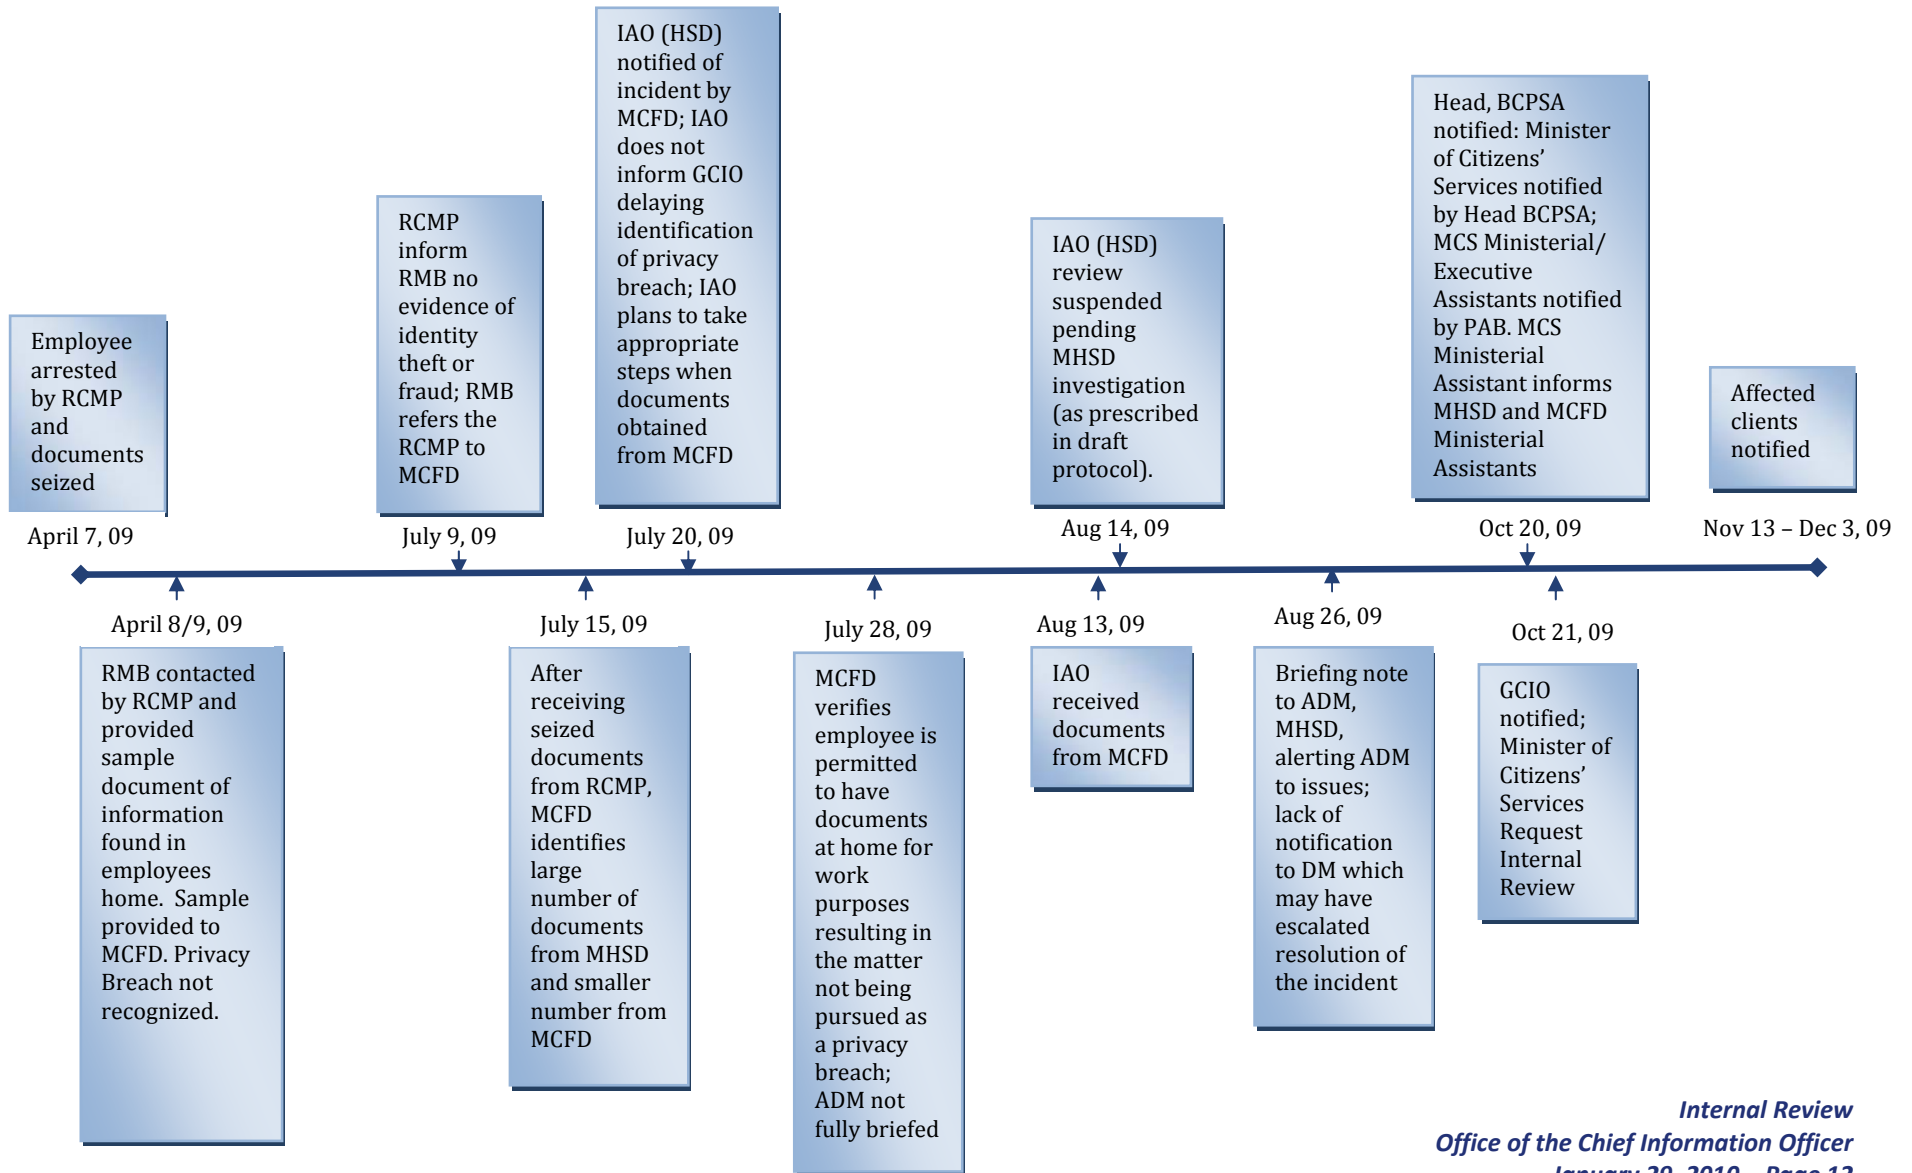 Employee
arrested
by RCMP
and
documents
seized
April 7, 09
RMB contacted
by RCMP and
provided
sample
document of
information
found in
employees
home.  Sample
provided to
MCFD. Privacy
Breach not
recognized.
April 8/9, 09
RCMP
inform
RMB no
evidence of
identity
theft or
fraud; RMB
refers the
RCMP to
MCFD
July 9, 09
July 15, 09
After
receiving
seized
documents
from RCMP,
MCFD
identifies
large
number of
documents
from MHSD
and smaller
number from
MCFD
IAO (HSD)
notified of
incident by
MCFD; IAO
does not
inform GCIO
delaying
identification
of privacy
breach; IAO
plans to take
appropriate
steps when
documents
obtained
from MCFD
July 20, 09
July 28, 09
MCFD
verifies
employee is
permitted
to have
documents
at home for
work
purposes
resulting in
the matter
not being
pursued as
a privacy
breach;
ADM not
fully briefed
Aug 13, 09
IAO
received
documents
from MCFD
IAO (HSD)
review
suspended
pending
MHSD
investigation
(as prescribed
in draft
protocol).
Aug 14, 09
Aug 26, 09
Briefing note
to ADM,
MHSD,
alerting ADM
to issues;
lack of
notification
to DM which
may have
escalated
resolution of
the incident
Head, BCPSA
notified: Minister
of Citizens’
Services notified
by Head BCPSA;
MCS Ministerial/
Executive
Assistants notified
by PAB. MCS
Ministerial
Assistant informs
MHSD and MCFD
Ministerial
Assistants
Oct 20, 09
Oct 21, 09
GCIO
notified;
Minister of
Citizens’
Services
Request
Internal
Review
Affected
clients
notified
Nov 13 – Dec 3, 09
Internal Review
Office of the Chief Information Officer
January 29, 2010 – Page 12